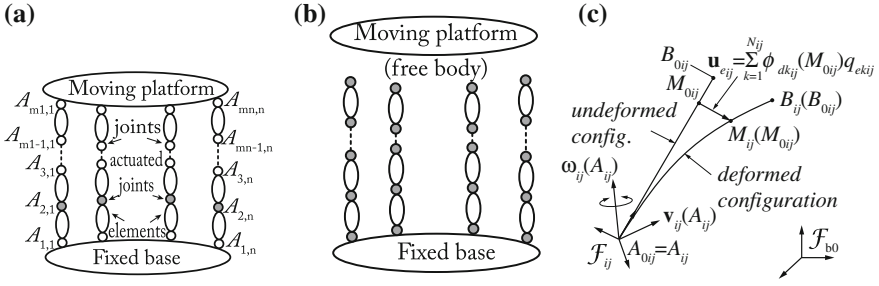 (a)
Moving platform
A_{m1,1}
A_{mn,n}
joints
A_{m1-1,1}
A_{mn-1,n}
actuated
A_{3,1}
A_{3,n}
joints
A_{2,1}
A_{2,n}
elements
A_{1,1}
A_{1,n}
Fixed base
(b)
Moving platform
(free body)
Fixed base
(c)
B_{0ij}
u_{eij}=\sum_{k=1}^{N_{ij}} \phi_{dkij}(M_{0ij})q_{ekij}
M_{0ij}
B_{ij}(B_{0ij})
undeformed
config.
M_{ij}(M_{0ij})
ω_{ij}(A_{ij})
deformed
configuration
v_{ij}(A_{ij})
F_{ij}
A_{0ij}=A_{ij}
F_{b0}